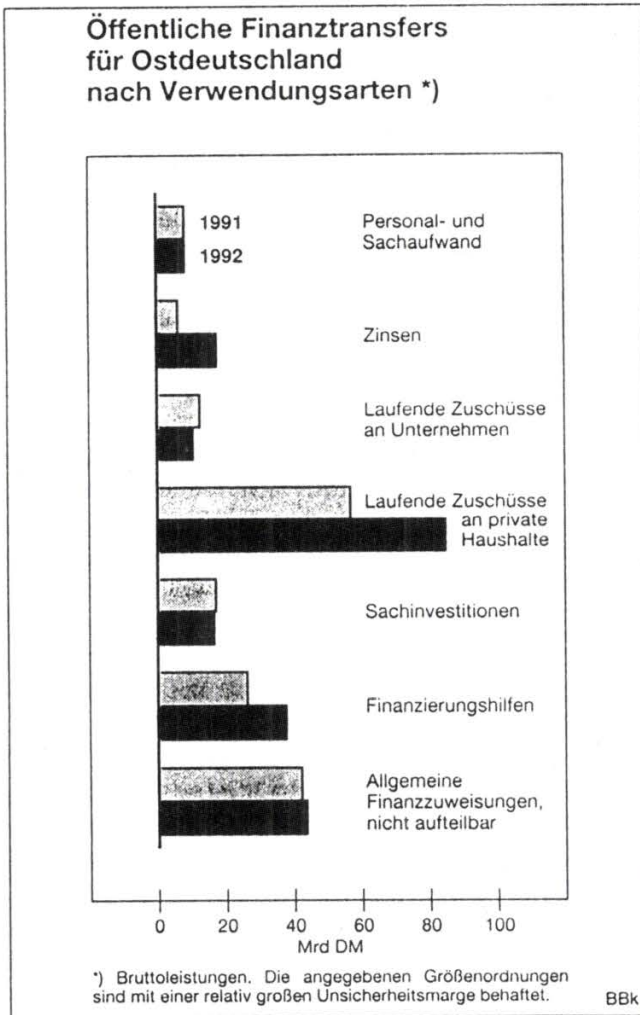 Öffentliche Finanztransfers
für Ostdeutschland
nach Verwendungsarten *)
1991
1992
Personal- und
Sachaufwand
Zinsen
Laufende Zuschüsse
an Unternehmen
Laufende Zuschüsse
an private
Haushalte
Sachinvestitionen
Finanzierungshilfen
Allgemeine
Finanzzuweisungen,
nicht aufteilbar
0 20 40 60 80 100
Mrd DM
*) Bruttoleistungen. Die angegebenen Größenordnungen
sind mit einer relativ großen Unsicherheitsmarge behaftet.
BBk